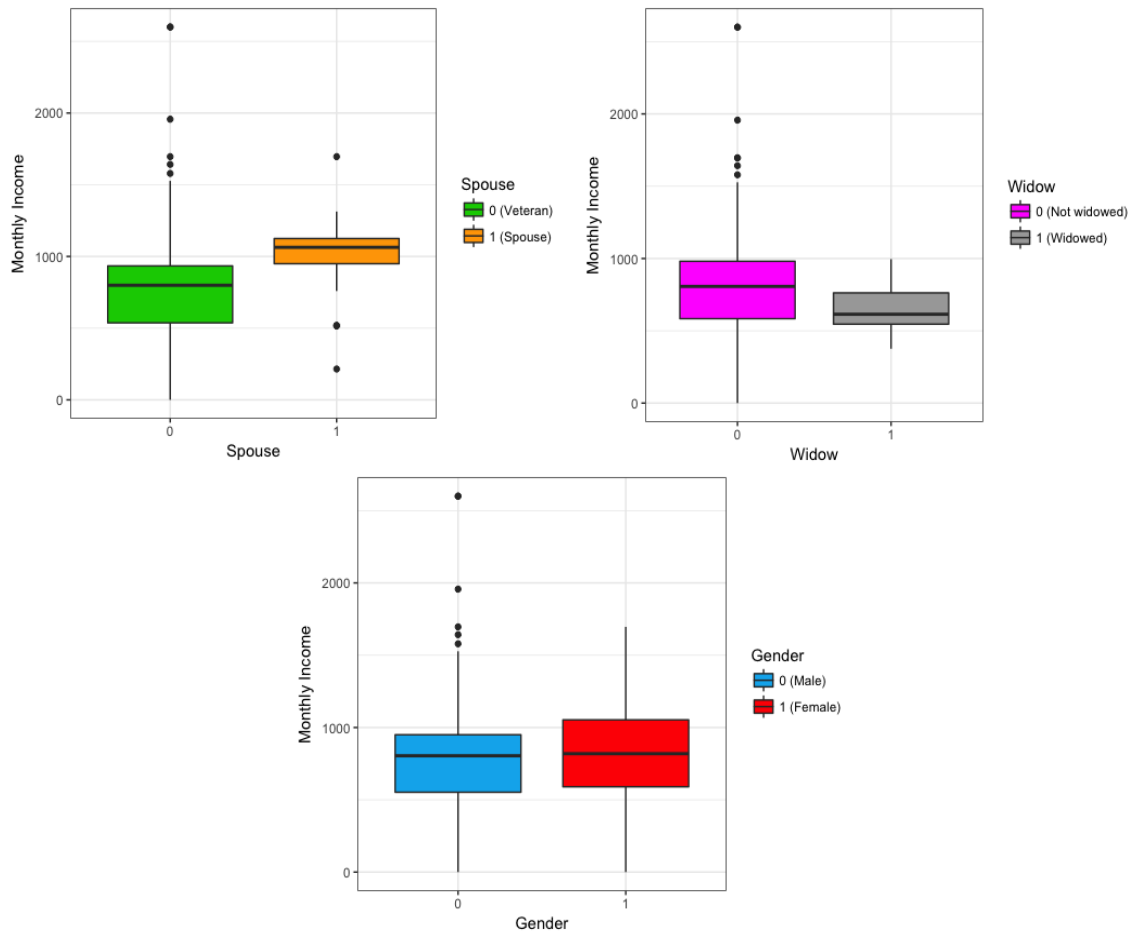 2000
1000
0
Monthly Income
0
1
Spouse
Spouse
0 (Veteran)
1 (Spouse)
2000
1000
0
Monthly Income
0
1
Widow
Widow
0 (Not widowed)
1 (Widowed)
2000
1000
0
Monthly Income
0
1
Gender
Gender
0 (Male)
1 (Female)